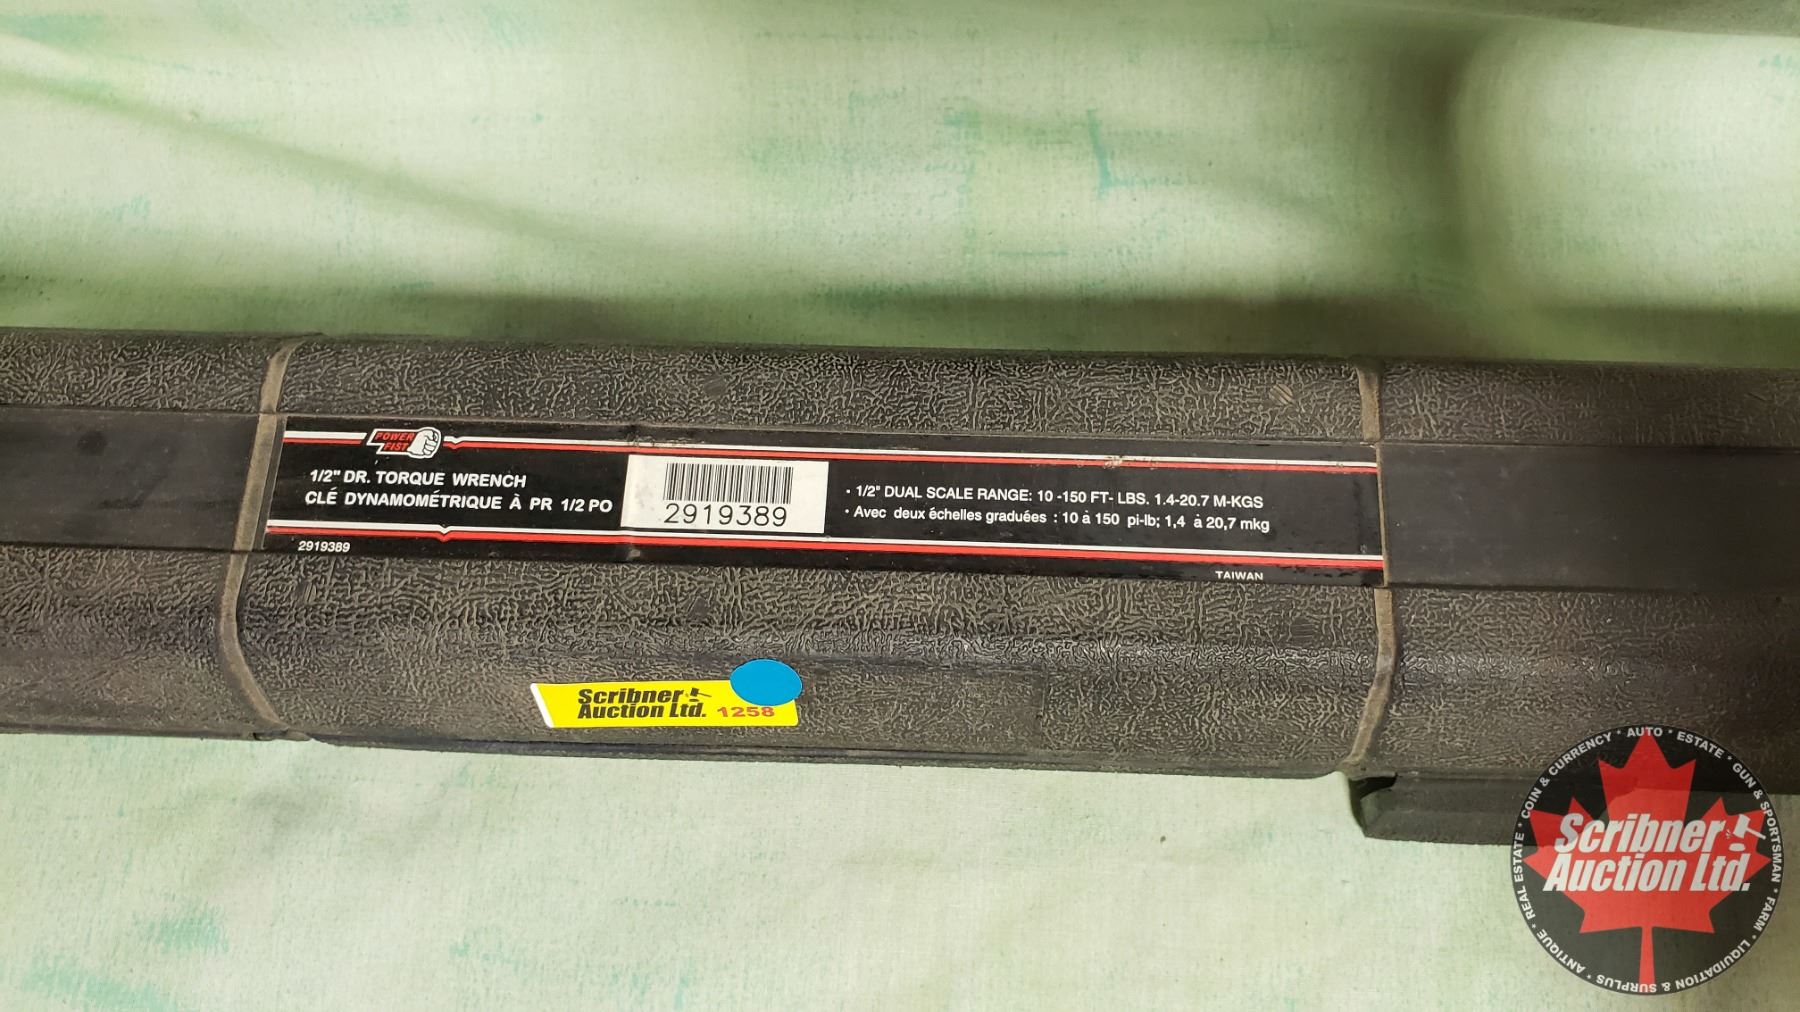 POWER
FIST
1/2" DR. TORQUE WRENCH
CLÉ DYNAMOMÉTRIQUE À PR 1/2 PO
2919389
• 1/2" DUAL SCALE RANGE: 10 -150 FT- LBS. 1.4-20.7 M-KGS
• Avec deux échelles graduées : 10 à 150 pi-lb; 1,4 à 20,7 mkg
2919389
TAIWAN
Scribner
Auction Ltd. 1258
COIN & CURRENCY * AUTO * ESTATE * GUN & SPORTSMAN * FARM * LIQUIDATION & SURPLUS * ANTIQUE * REAL ESTATE *
Scribner
Auction Ltd.